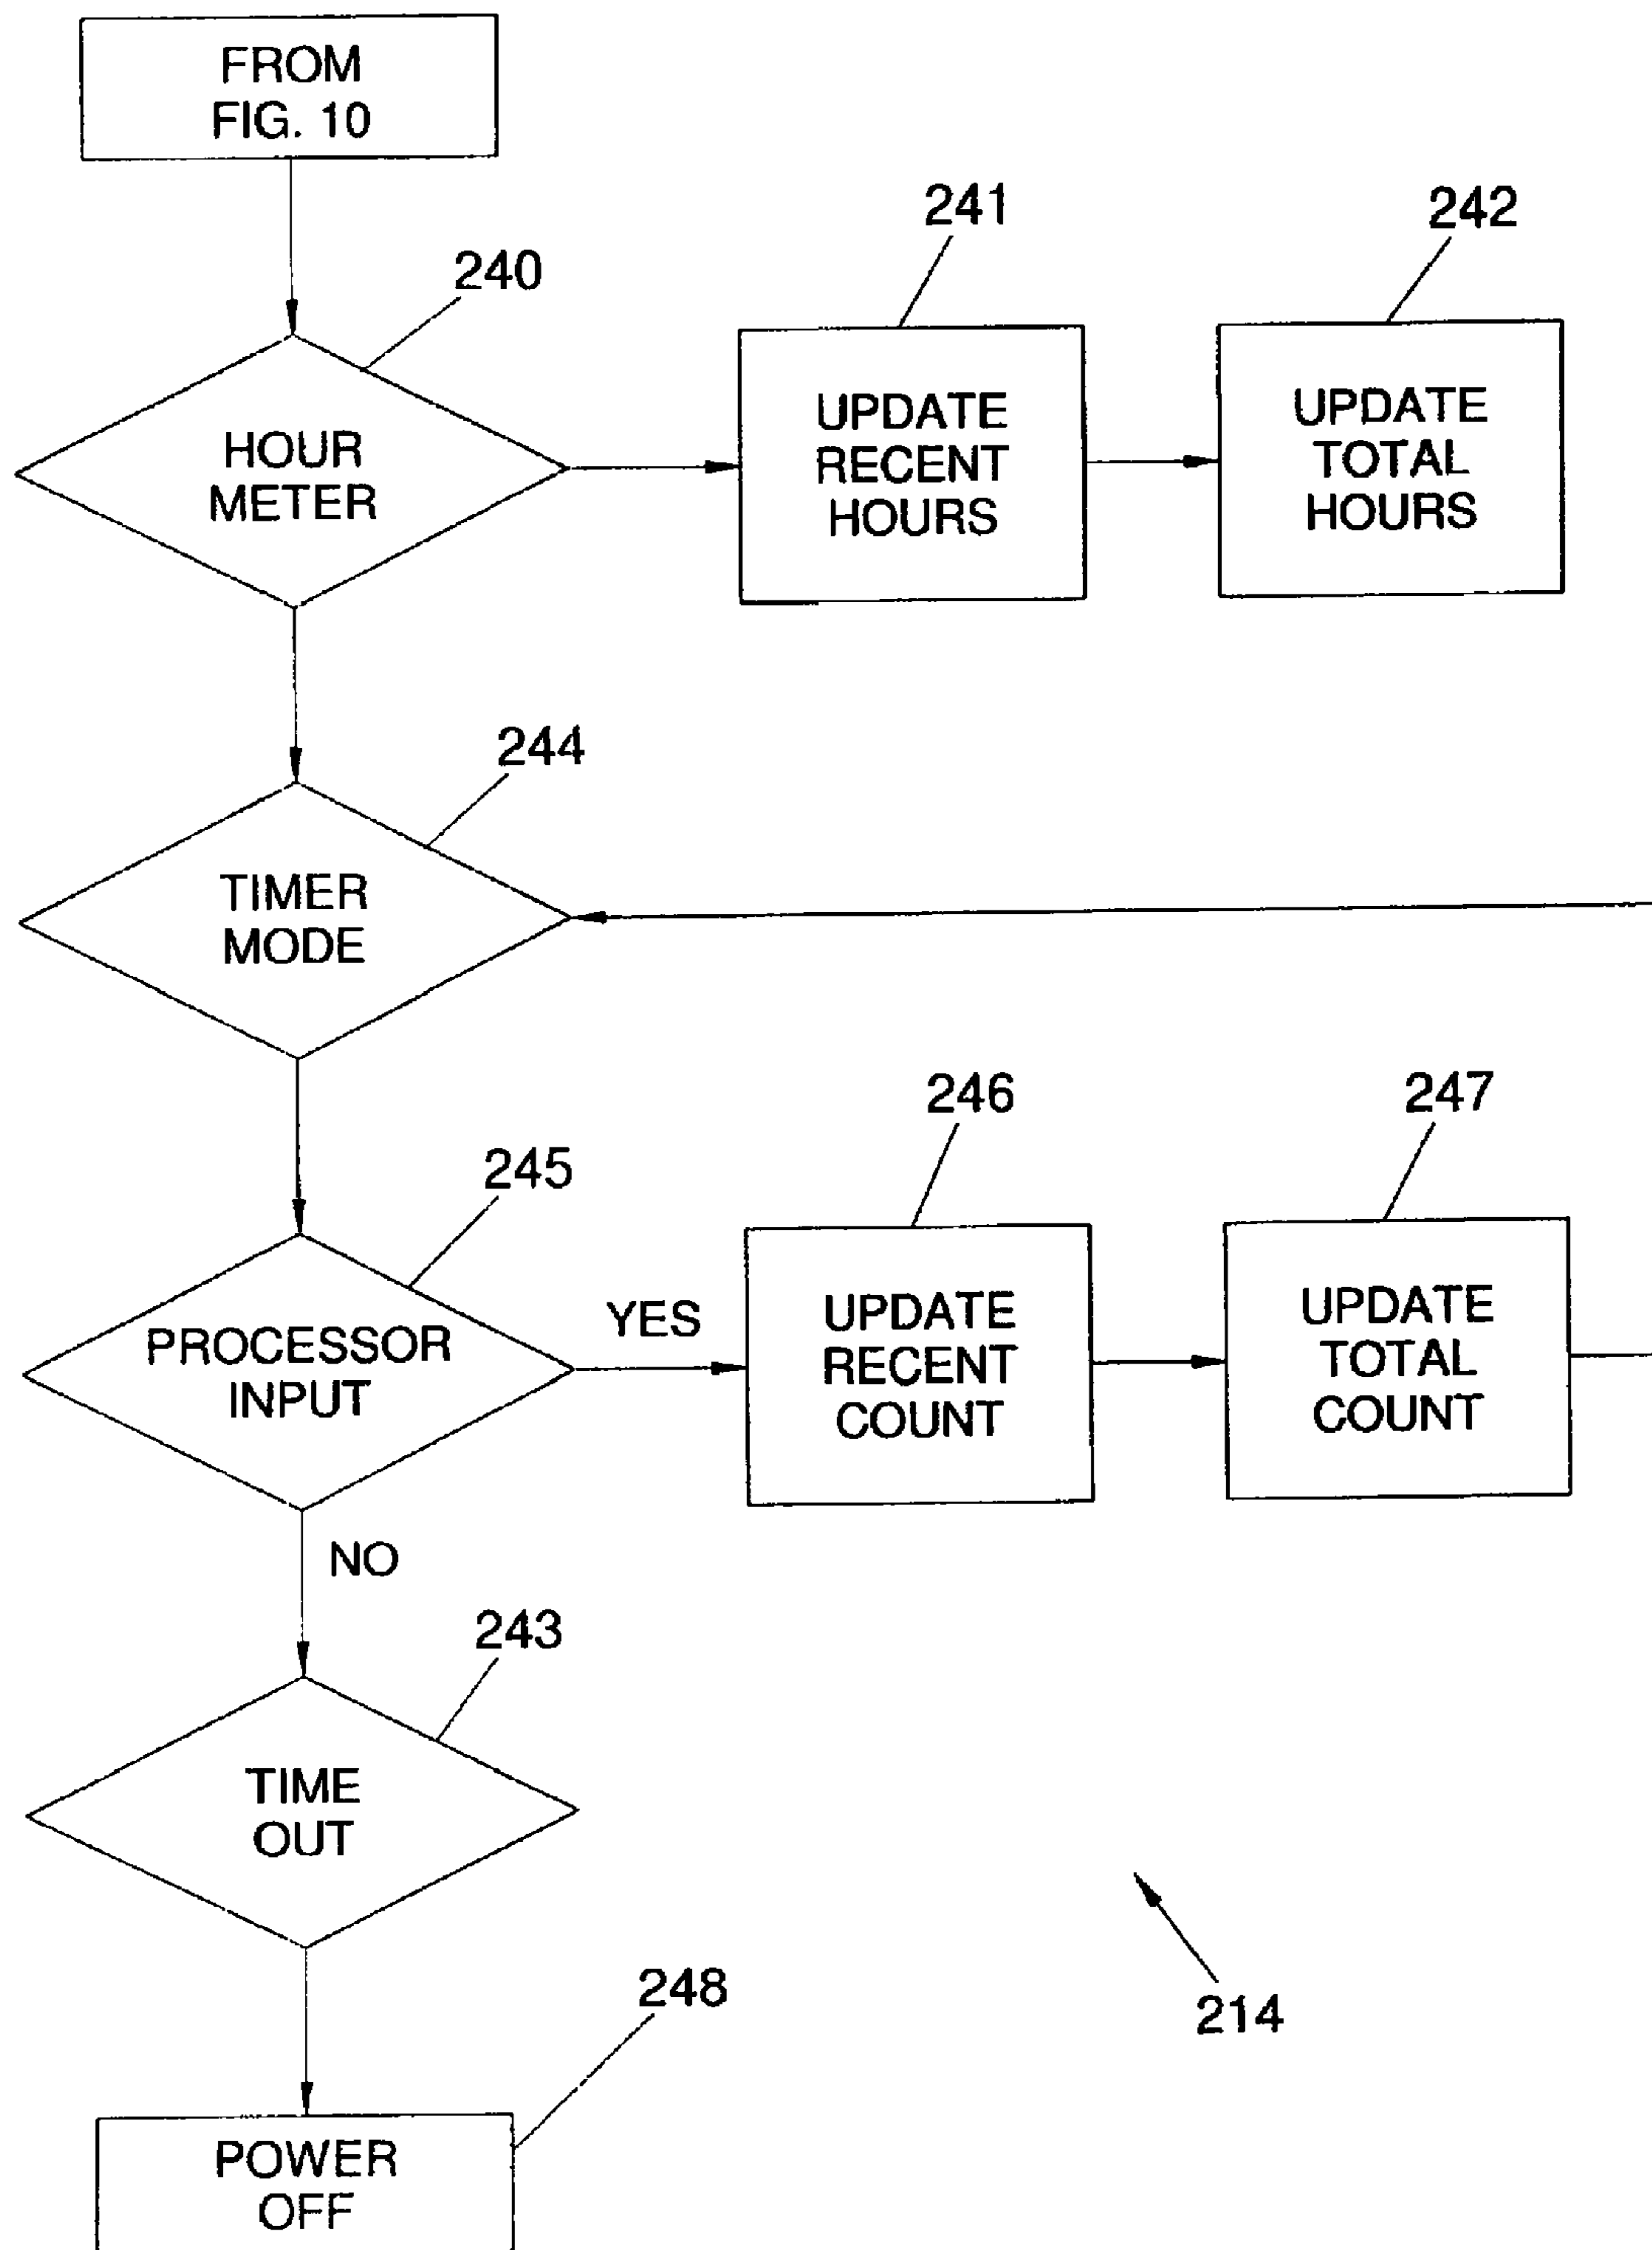 FROM
FIG. 10
240
241
242
HOUR
METER
UPDATE
RECENT
HOURS
UPDATE
TOTAL
HOURS
244
TIMER
MODE
245
246
247
PROCESSOR
INPUT
YES
UPDATE
RECENT
COUNT
UPDATE
TOTAL
COUNT
NO
243
TIME
OUT
248
214
POWER
OFF